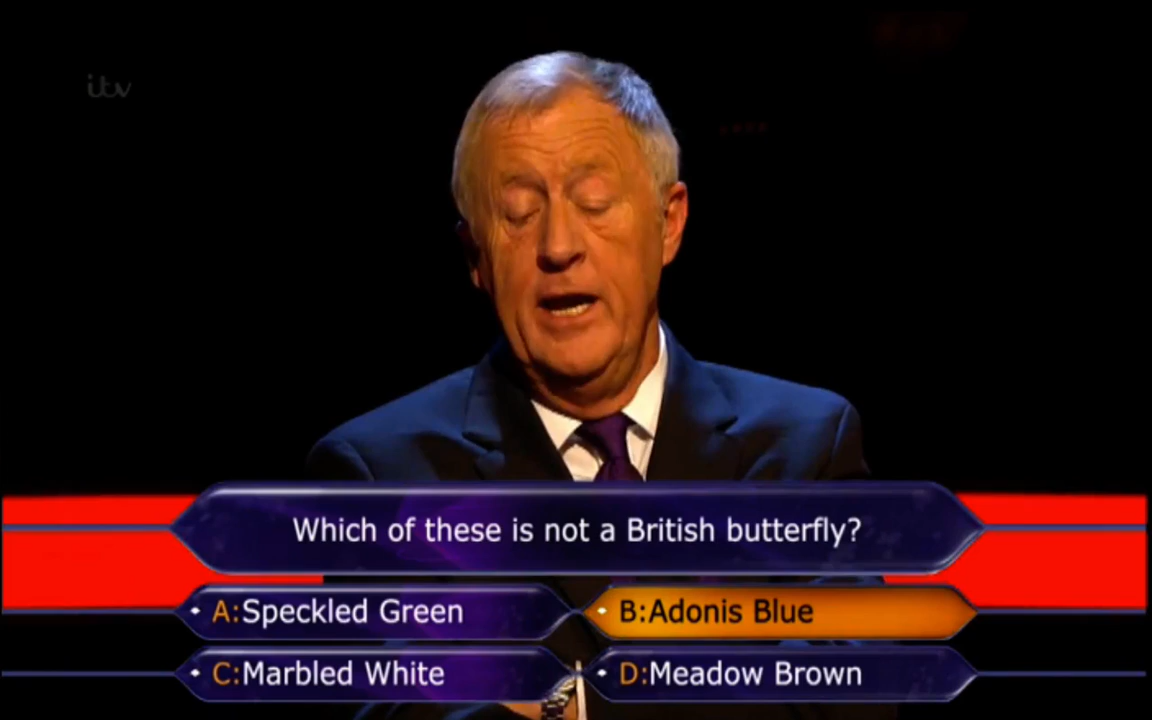 itv
Which of these is not a British butterfly?
A:Speckled Green
B:Adonis Blue
C:Marbled White
D:Meadow Brown